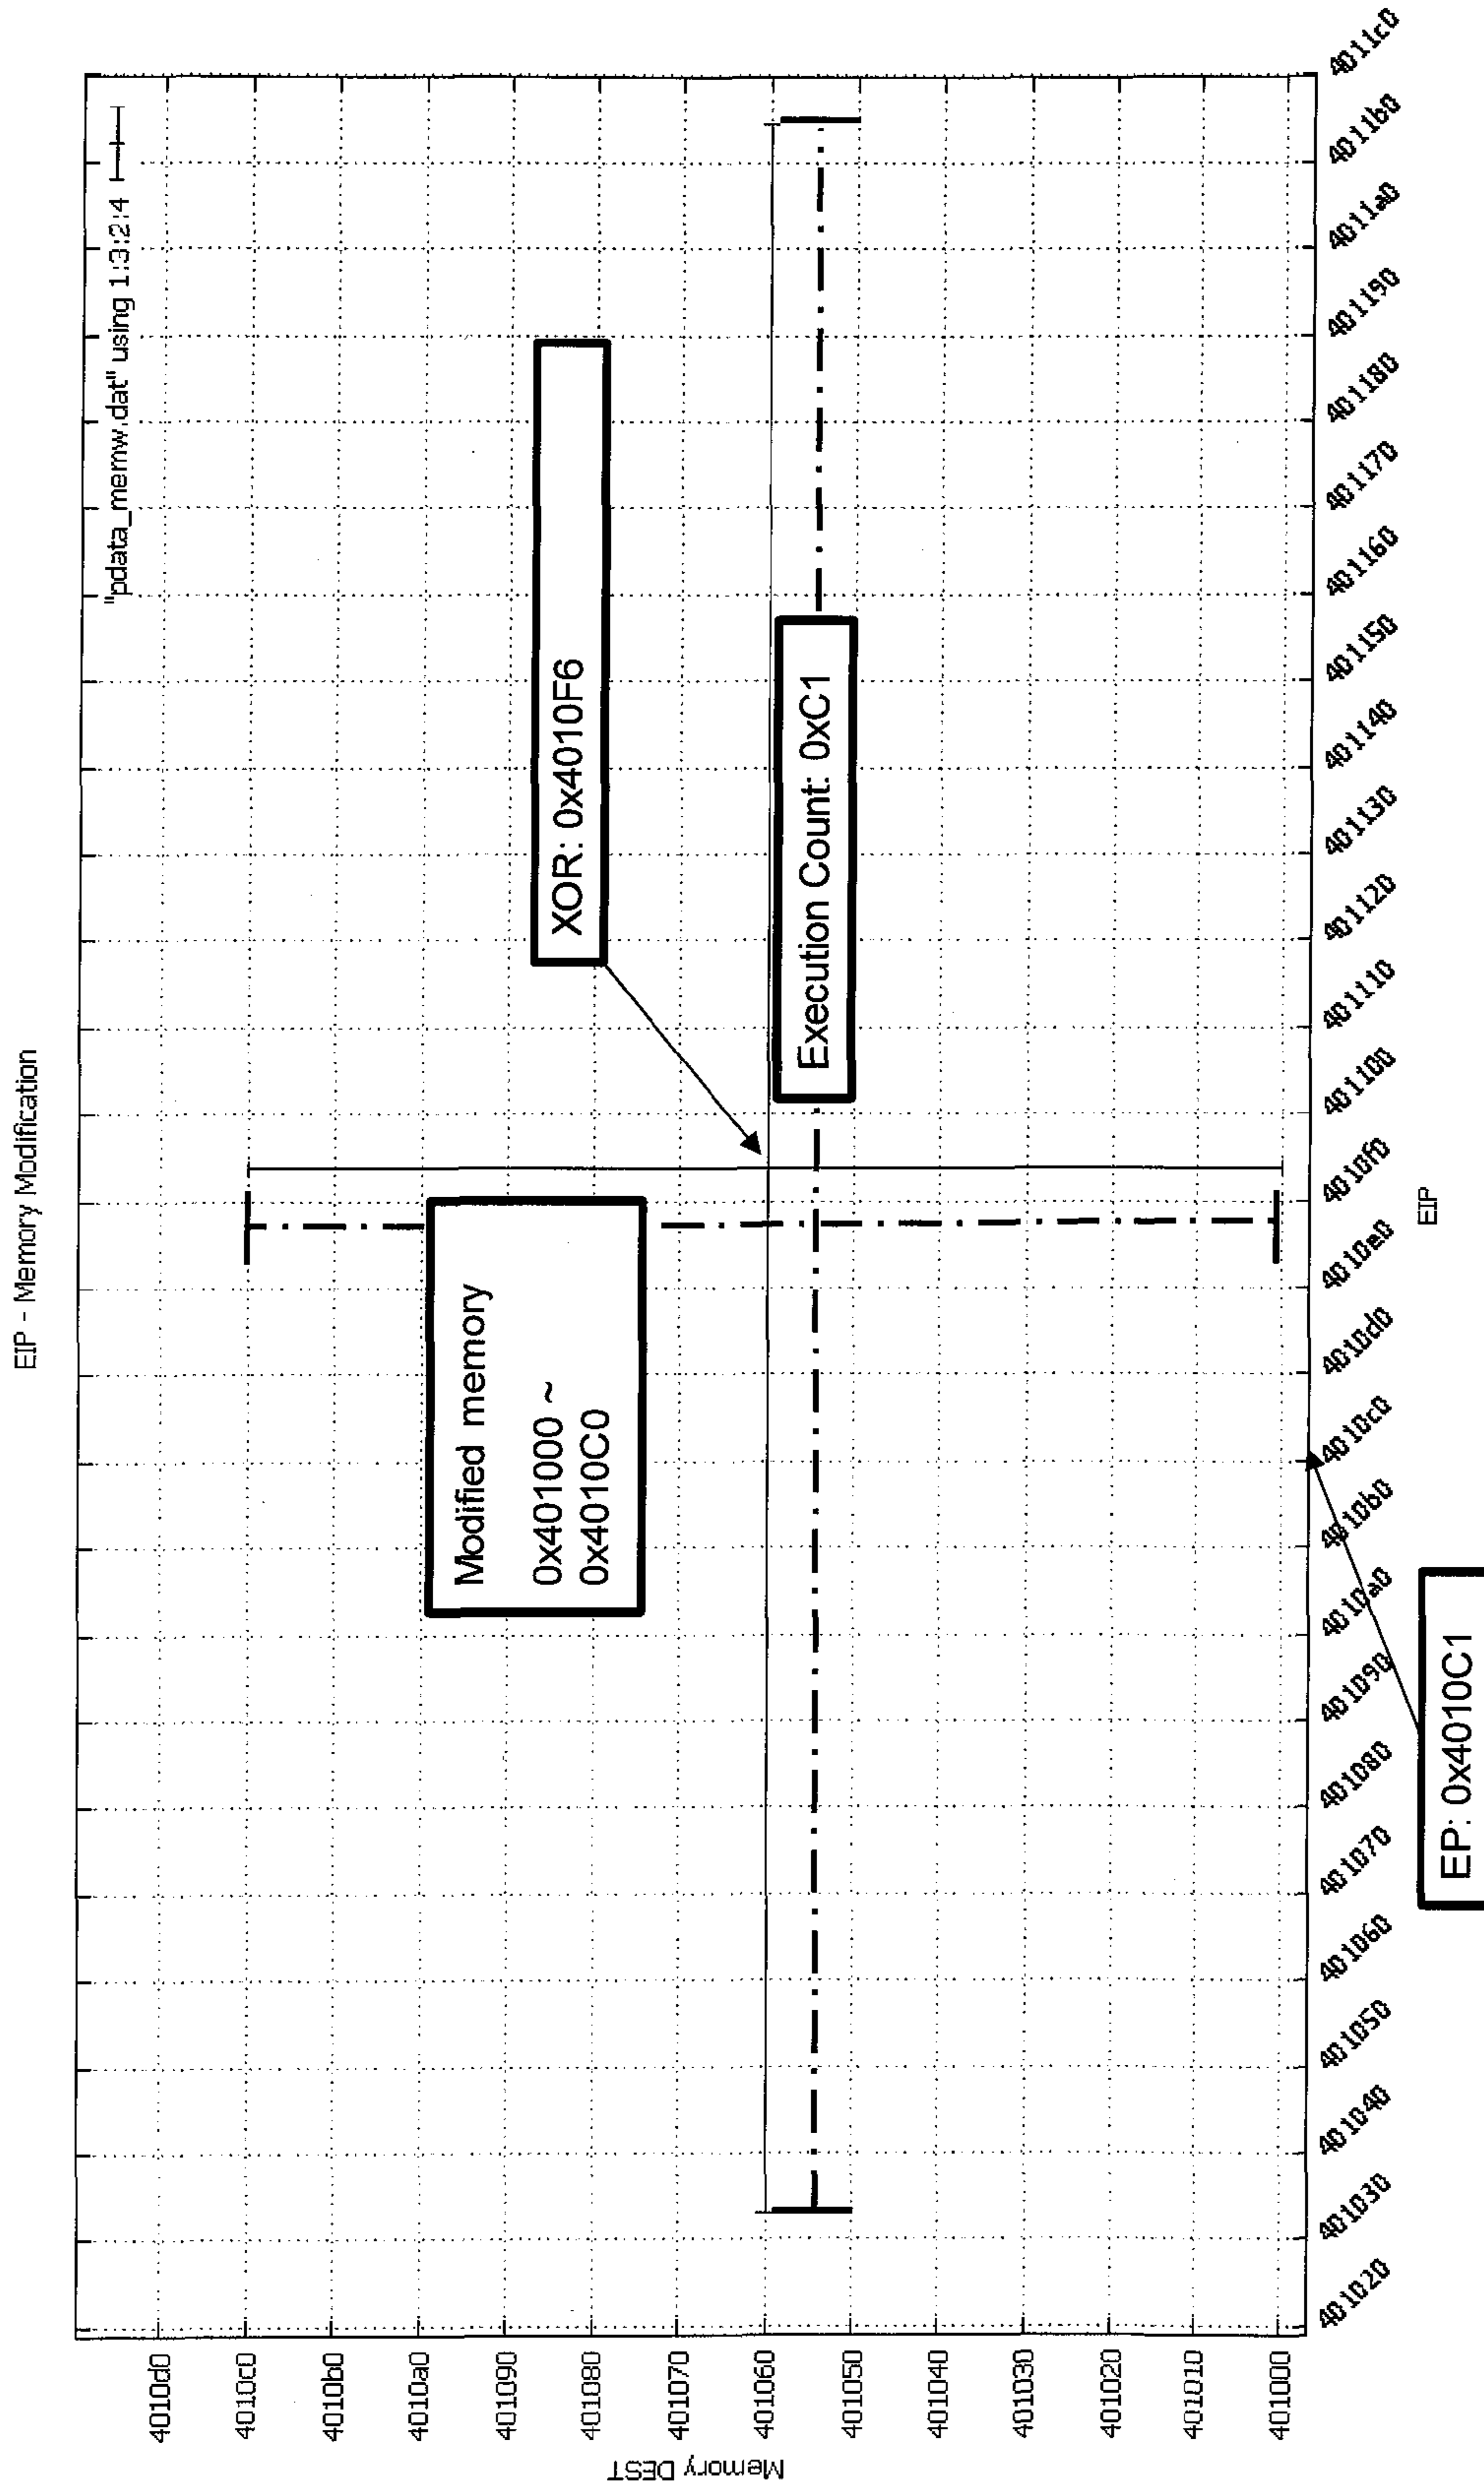 EIP - Memory Modification
"pdata_memw.dat" using 1:3:2:4
Memory DEST
4010d0
4010c0
4010b0
4010a0
401090
401080
401070
401060
401050
401040
401030
401020
401010
401000
Modified memory
0x401000 ~
0x4010C0
XOR: 0x4010F6
Execution Count: 0xC1
401020
401030
401040
401050
401060
401070
401080
401090
4010a0
4010b0
4010c0
4010d0
4010e0
4010f0
401100
401110
401120
401130
401140
401150
401160
401170
401180
401190
4011a0
4011b0
4011c0
EIP
EP: 0x4010C1